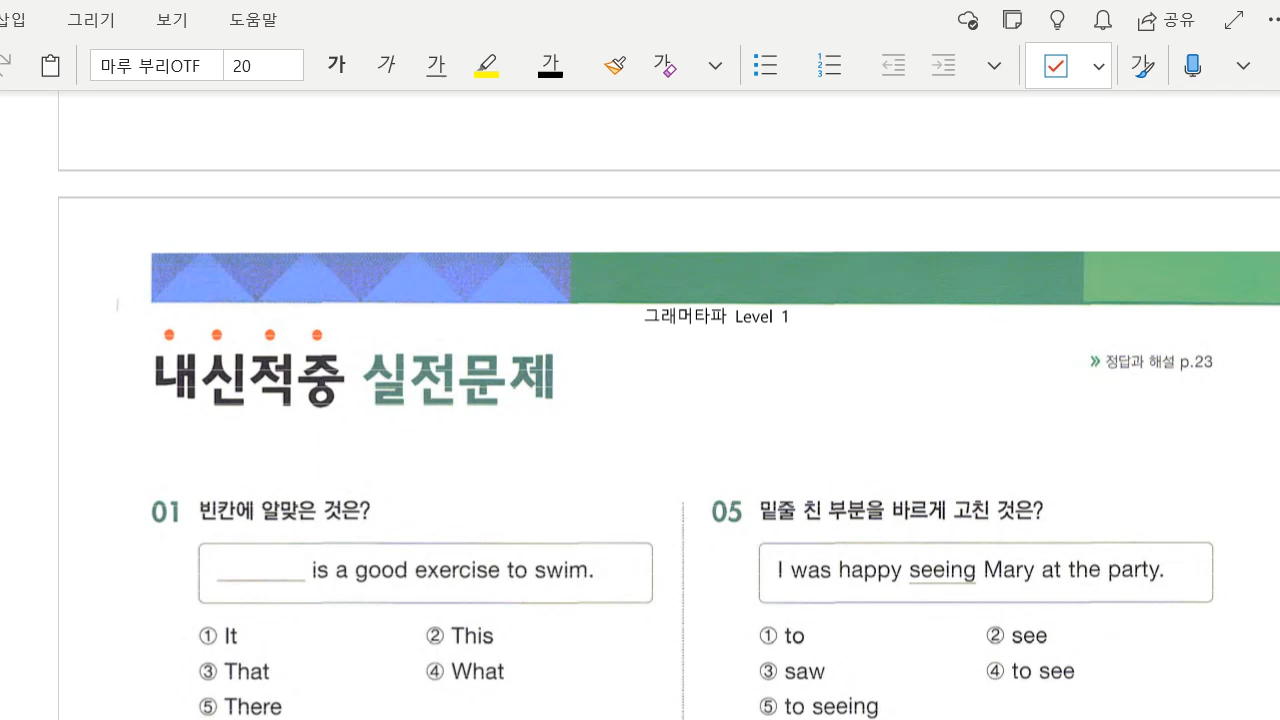 삽입 그리기 보기 도움말 공유
마루 부리OTF 20 가 가 가 가 가 가
그래머타파 Level 1
내신적중 실전문제
» 정답과 해설 p.23
01 빈칸에 알맞은 것은?
________ is a good exercise to swim.
① It ② This
③ That ④ What
⑤ There
05 밑줄 친 부분을 바르게 고친 것은?
I was happy seeing Mary at the party.
① to ② see
③ saw ④ to see
⑤ to seeing